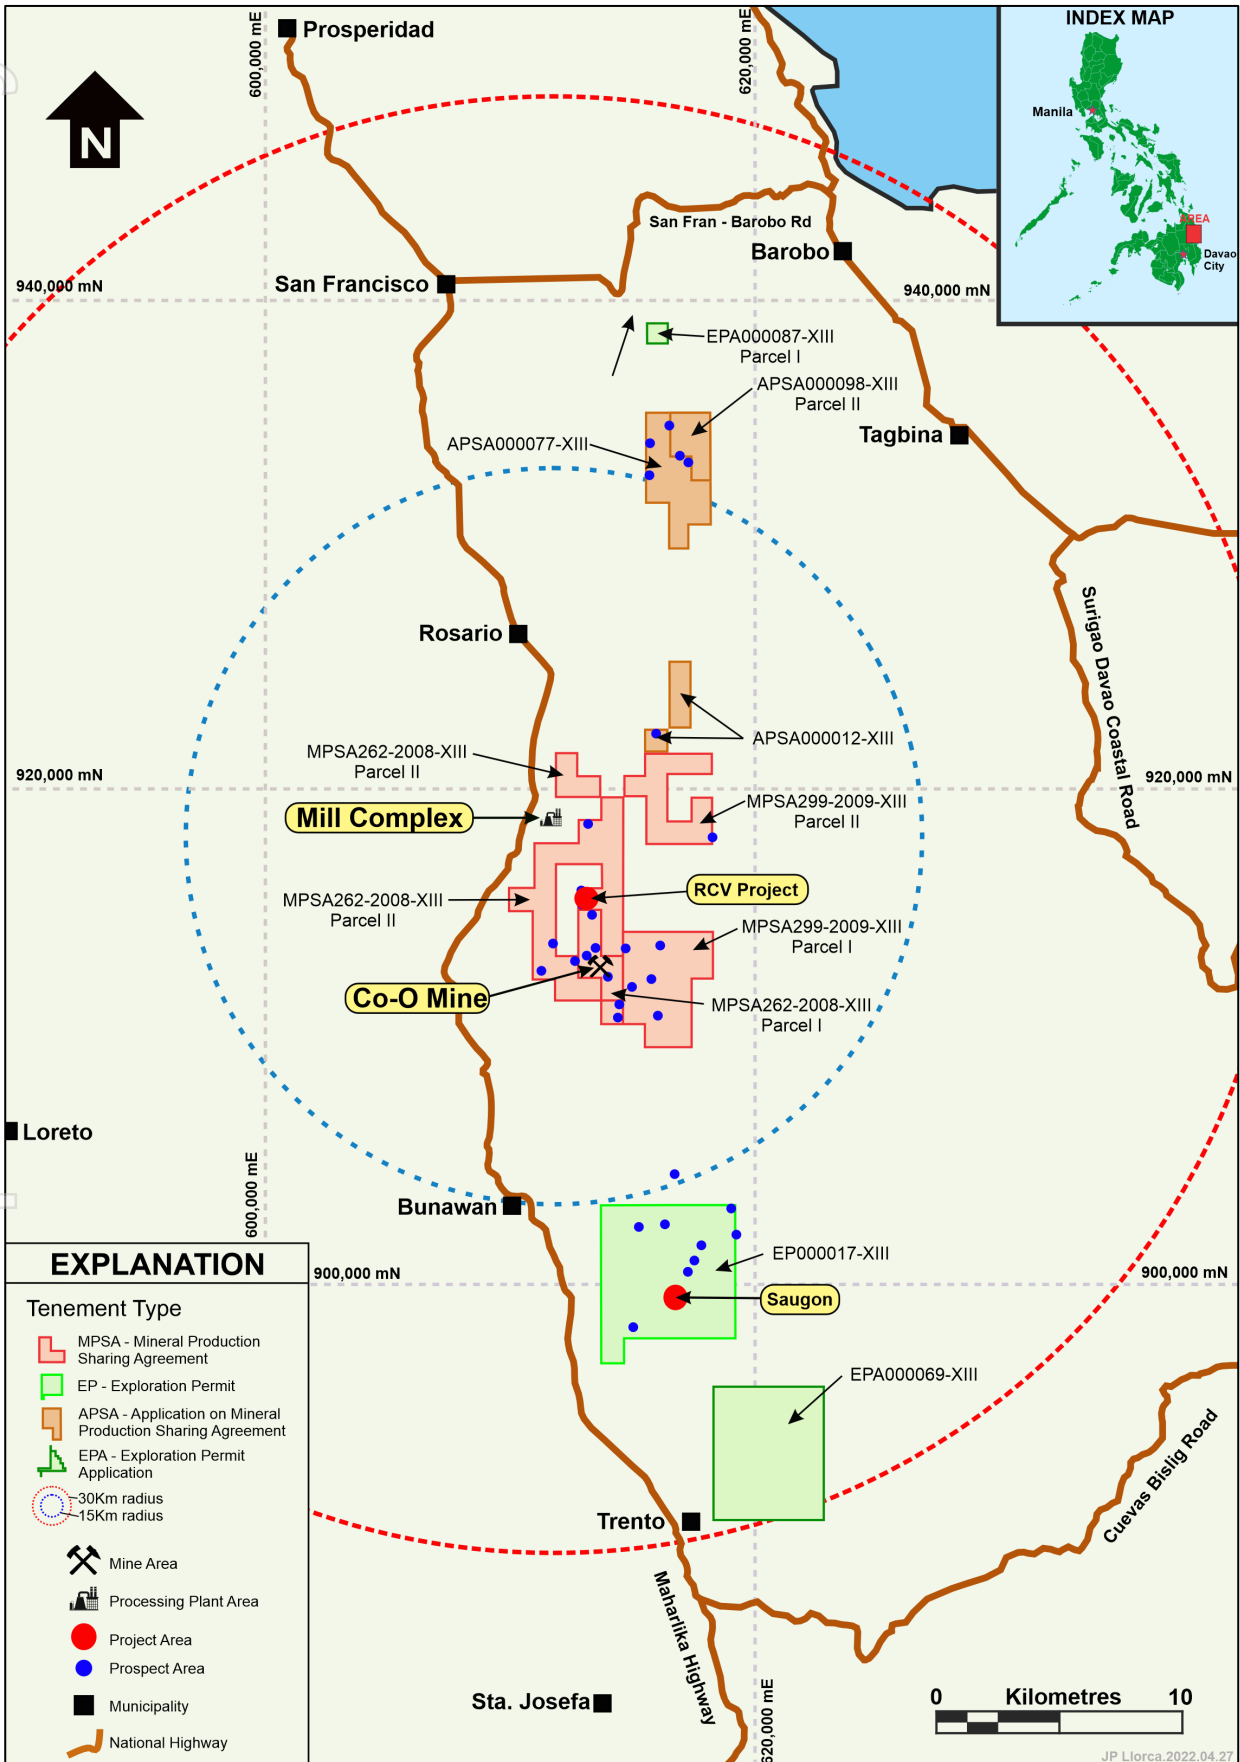 INDEX MAP
Manila
AREA
Davao
City
600,000 mE
620,000 mE
Prosperidad
N
San Fran - Barobo Rd
Barobo
San Francisco
940,000 mN
940,000 mN
EPA000087-XIII
Parcel I
APSA000098-XIII
Parcel II
Tagbina
APSA000077-XIII
Rosario
Surigao Davao Coastal Road
APSA000012-XIII
MPSA262-2008-XIII
Parcel II
920,000 mN
920,000 mN
MPSA299-2009-XIII
Parcel II
Mill Complex
RCV Project
MPSA262-2008-XIII
Parcel II
MPSA299-2009-XIII
Parcel I
Co-O Mine
MPSA262-2008-XIII
Parcel I
Loreto
600,000 mE
Bunawan
EP000017-XIII
900,000 mN
900,000 mN
Saugon
EPA000069-XIII
Cuevas Bislig Road
Trento
Maharlika Highway
Sta. Josefa
620,000 mE
0 Kilometres 10
EXPLANATION
Tenement Type
MPSA - Mineral Production
Sharing Agreement
EP - Exploration Permit
APSA - Application on Mineral
Production Sharing Agreement
EPA - Exploration Permit
Application
30Km radius
15Km radius
Mine Area
Processing Plant Area
Project Area
Prospect Area
Municipality
National Highway
JP Llorca.2022.04.27